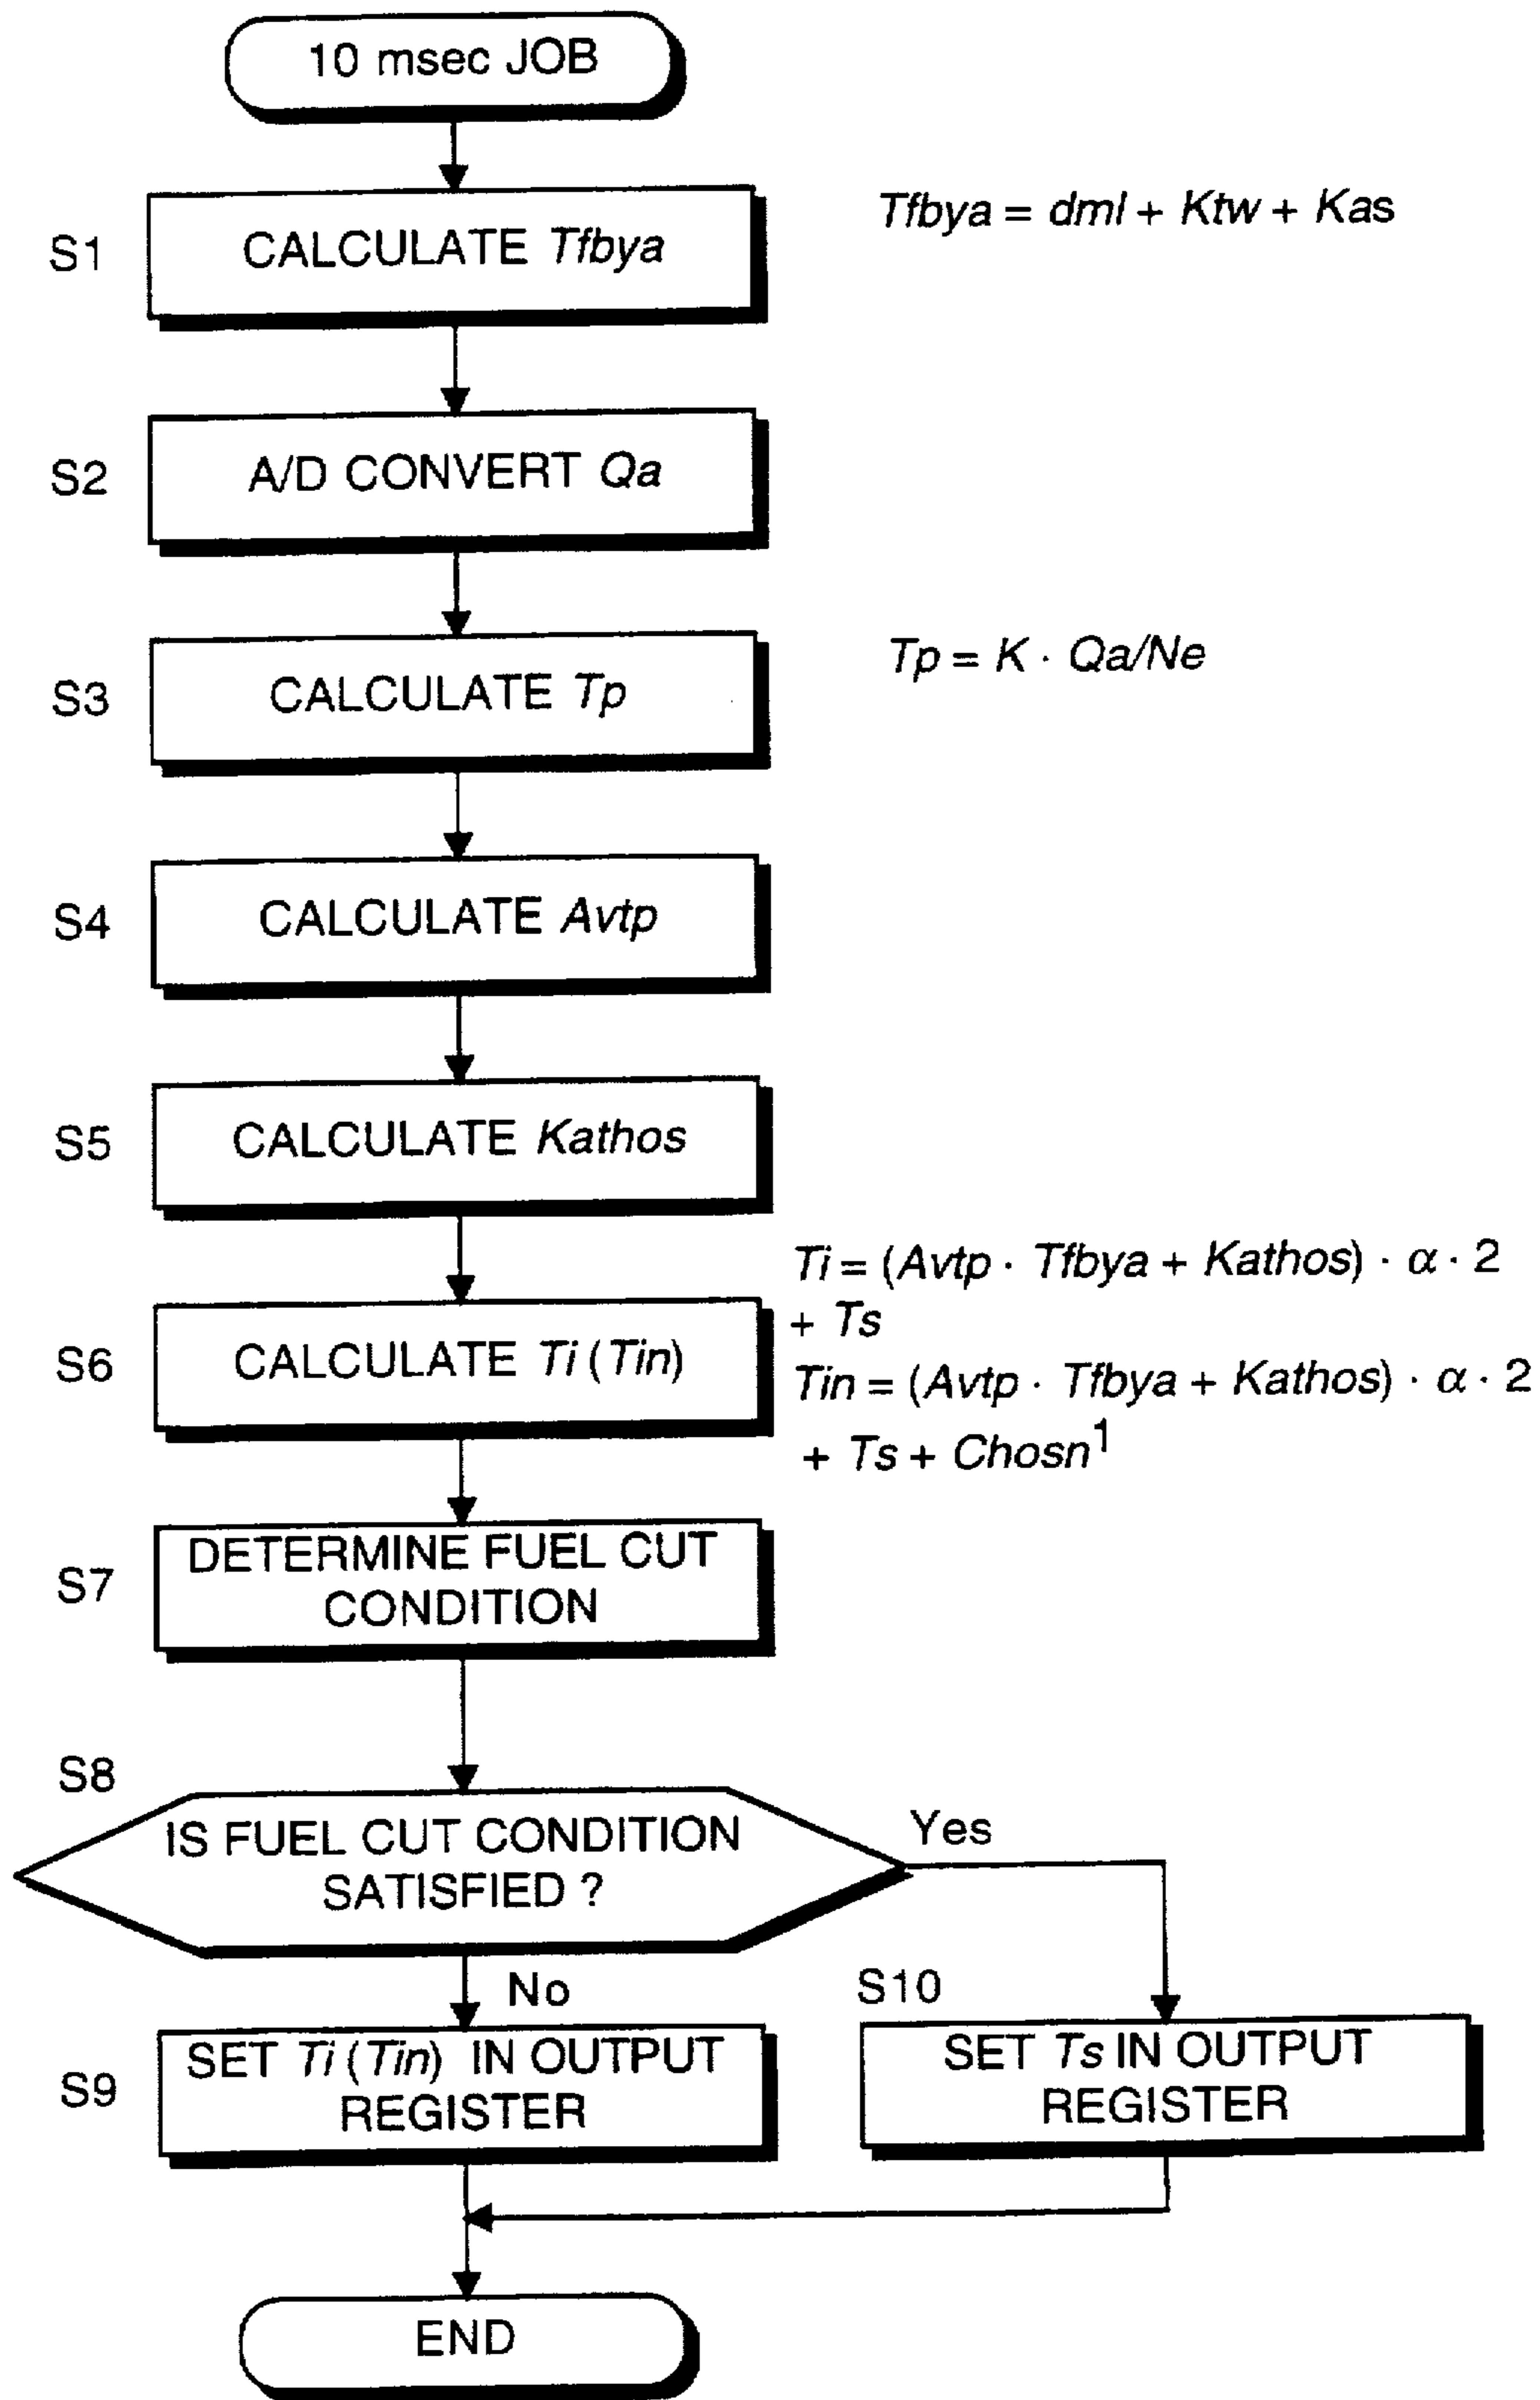 10 msec JOB
Tfbya = dml + Ktw + Kas
S1
CALCULATE Tfbya
S2
A/D CONVERT Qa
Tp = K · Qa/Ne
S3
CALCULATE Tp
S4
CALCULATE Avtp
S5
CALCULATE Kathos
Ti = (Avtp · Tfbya + Kathos) · α · 2
+ Ts
S6
CALCULATE Ti (Tin)
Tin = (Avtp · Tfbya + Kathos) · α · 2
+ Ts + Chosn¹
S7
DETERMINE FUEL CUT
CONDITION
S8
IS FUEL CUT CONDITION
SATISFIED ?
Yes
No
S9
SET Ti (Tin) IN OUTPUT
REGISTER
S10
SET Ts IN OUTPUT
REGISTER
END